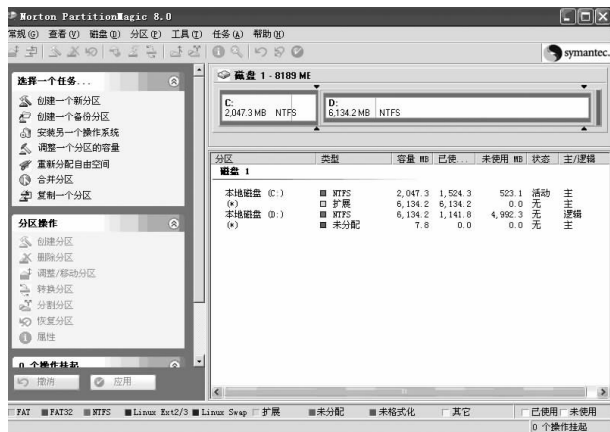 Norton PartitionMagic 8.0
常规(G) 查看(V) 磁盘(D) 分区(P) 工具(T) 任务(A) 帮助(H)
symantec.
选择一个任务...
创建一个新分区
创建一个备份分区
安装另一个操作系统
调整一个分区的容量
重新分配自由空间
合并分区
复制一个分区
分区操作
创建分区
删除分区
调整/移动分区
转换分区
分割分区
恢复分区
属性
0 个操作挂起
撤消 应用
磁盘 1 - 8189 MB
C: D:
2,047.3 MB NTFS 6,134.2 MB NTFS
分区 类型 容量 MB 已使... 未使用 MB 状态 主/逻辑
磁盘 1
本地磁盘 (C:) NTFS 2,047.3 1,524.3 523.1 活动 主
(*) 扩展 6,134.2 6,134.2 0.0 无 主
本地磁盘 (D:) NTFS 6,134.2 1,141.8 4,992.3 无 逻辑
(*) 未分配 7.8 0.0 0.0 无 主
FAT FAT32 NTFS Linux Ext2/3 Linux Swap 扩展 未分配 未格式化 其它 已使用 未使用
0 个操作挂起